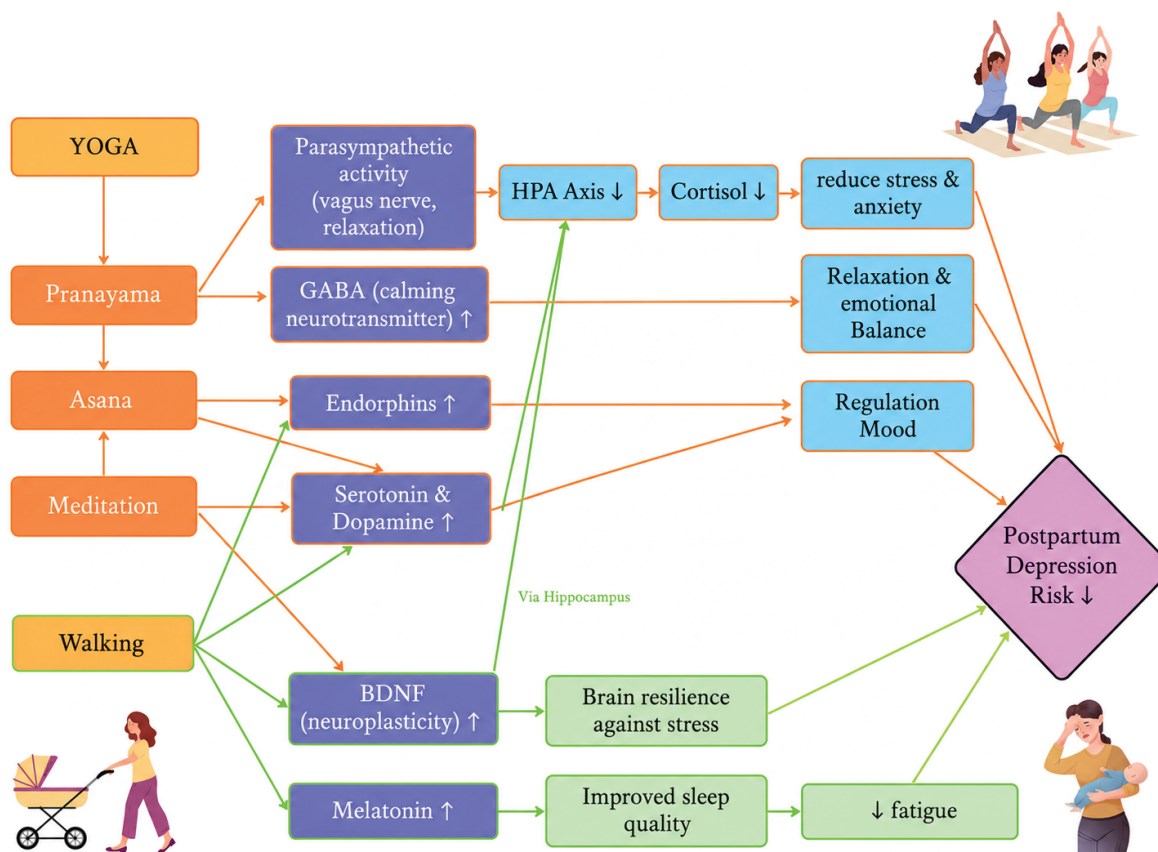 YOGA
Parasympathetic
activity
(vagus nerve,
relaxation)
HPA Axis ↓
Cortisol ↓
reduce stress &
anxiety
Pranayama
GABA (calming
neurotransmitter) ↑
Relaxation &
emotional
Balance
Asana
Endorphins ↑
Regulation
Mood
Meditation
Serotonin &
Dopamine ↑
Postpartum
Depression
Risk ↓
Via Hippocampus
Walking
BDNF
(neuroplasticity) ↑
Brain resilience
against stress
Melatonin ↑
Improved sleep
quality
↓ fatigue